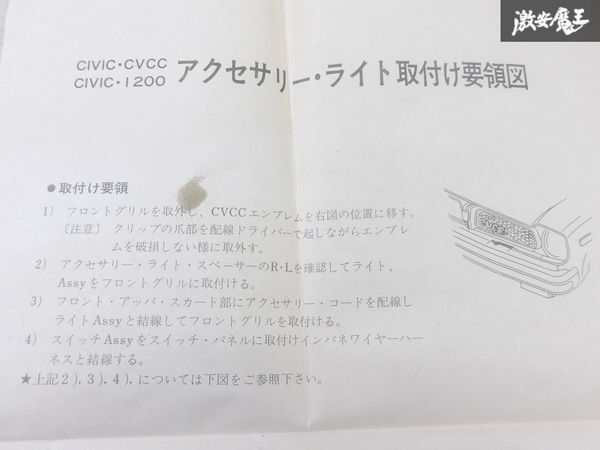 激安魔王
CIVIC・CVCC
CIVIC・1200
アクセサリー・ライト取付け要領図
●取付け要領
1) フロントグリルを取外し、CVCCエンブレムを右図の位置に移す。
〔注意〕 クリップの爪部を配線ドライバーで起しながらエンブレ
ムを破損しない様に取外す。
2) アクセサリー・ライト・スペーサーのR・Lを確認してライト、
Assyをフロントグリルに取付ける。
3) フロント・アッパ・スカート部にアクセサリー・コードを配線し
ライトAssyと結線してフロントグリルを取付ける。
4) スイッチAssyをスイッチ・パネルに取付けインパネワイヤーハー
ネスと結線する。
★上記2).3).4).については下図をご参照下さい。